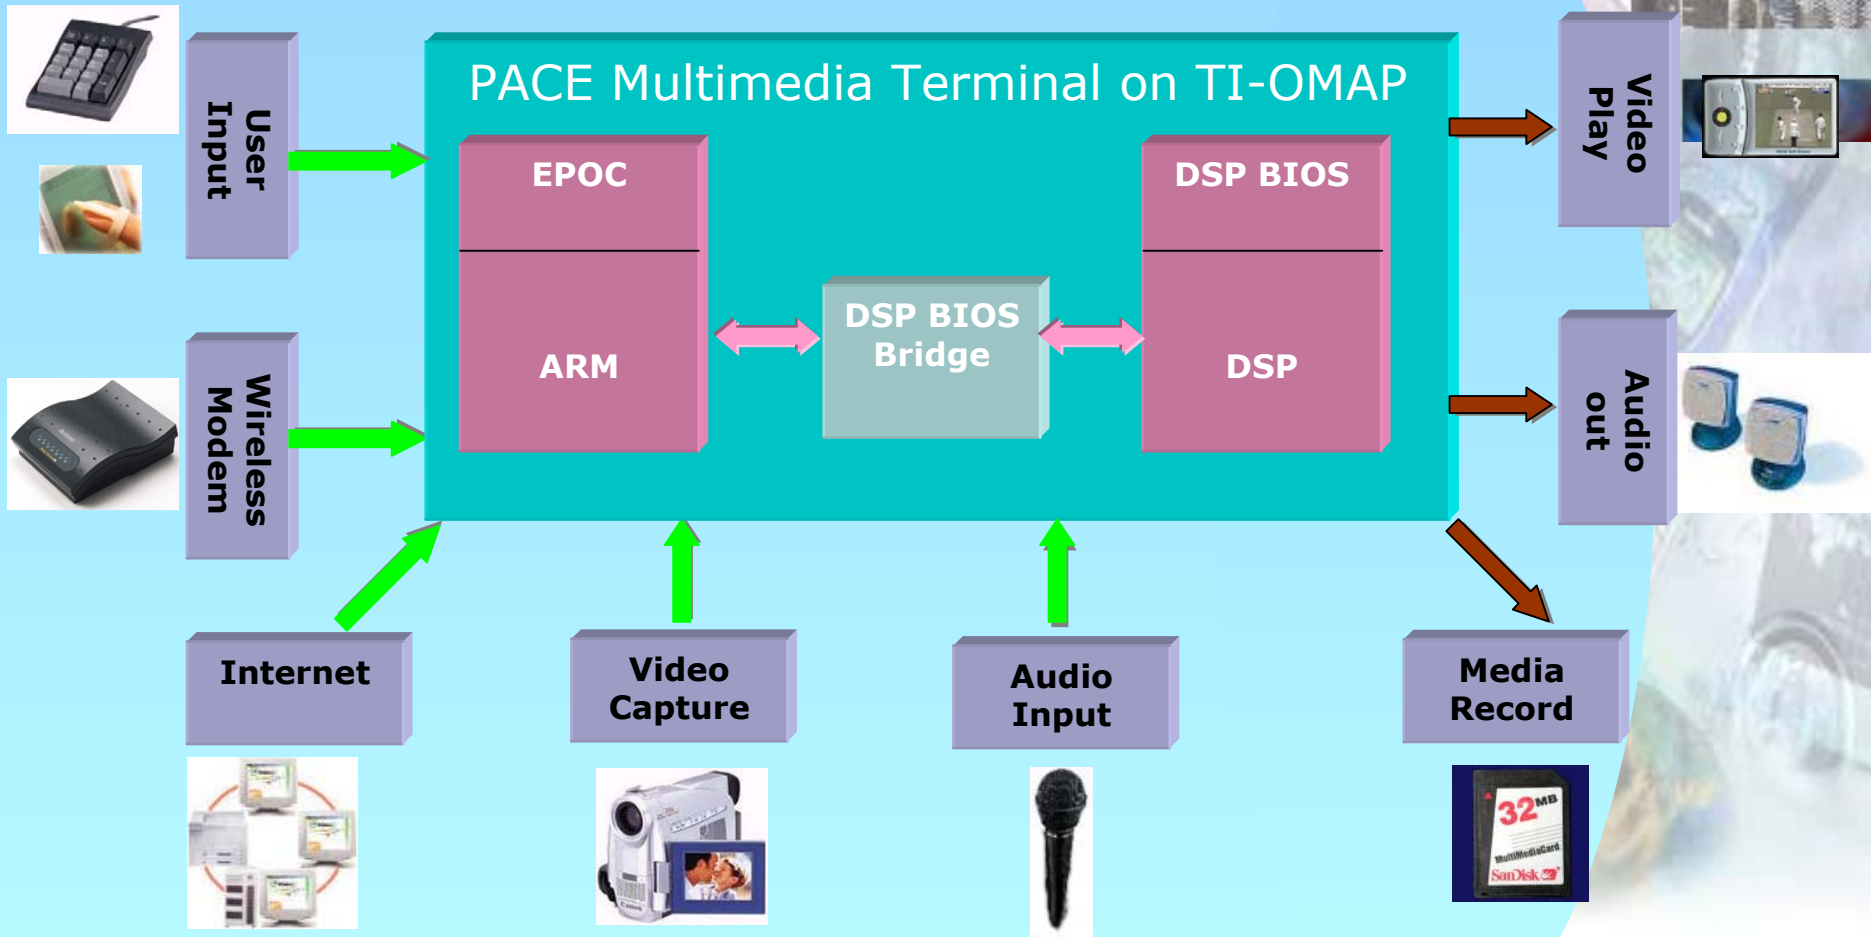 PACE Multimedia Terminal on TI-OMAP
User
Input
EPOC
ARM
DSP BIOS
Bridge
DSP BIOS
DSP
Video
Play
Wireless
Modem
Audio
out
Internet
Video
Capture
Audio
Input
Media
Record
32MB
MultiMediaCard
SanDisk
Canon